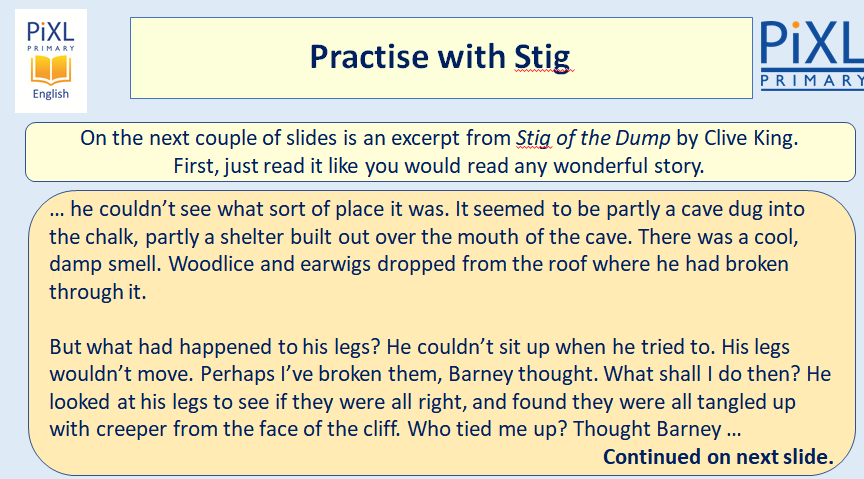 PiXL
PRIMARY
English
Practise with Stig
PiXL
PRIMARY
On the next couple of slides is an excerpt from Stig of the Dump by Clive King.
First, just read it like you would read any wonderful story.
… he couldn’t see what sort of place it was. It seemed to be partly a cave dug into
the chalk, partly a shelter built out over the mouth of the cave. There was a cool,
damp smell. Woodlice and earwigs dropped from the roof where he had broken
through it.
But what had happened to his legs? He couldn’t sit up when he tried to. His legs
wouldn’t move. Perhaps I’ve broken them, Barney thought. What shall I do then? He
looked at his legs to see if they were all right, and found they were all tangled up
with creeper from the face of the cliff. Who tied me up? Thought Barney …
Continued on next slide.